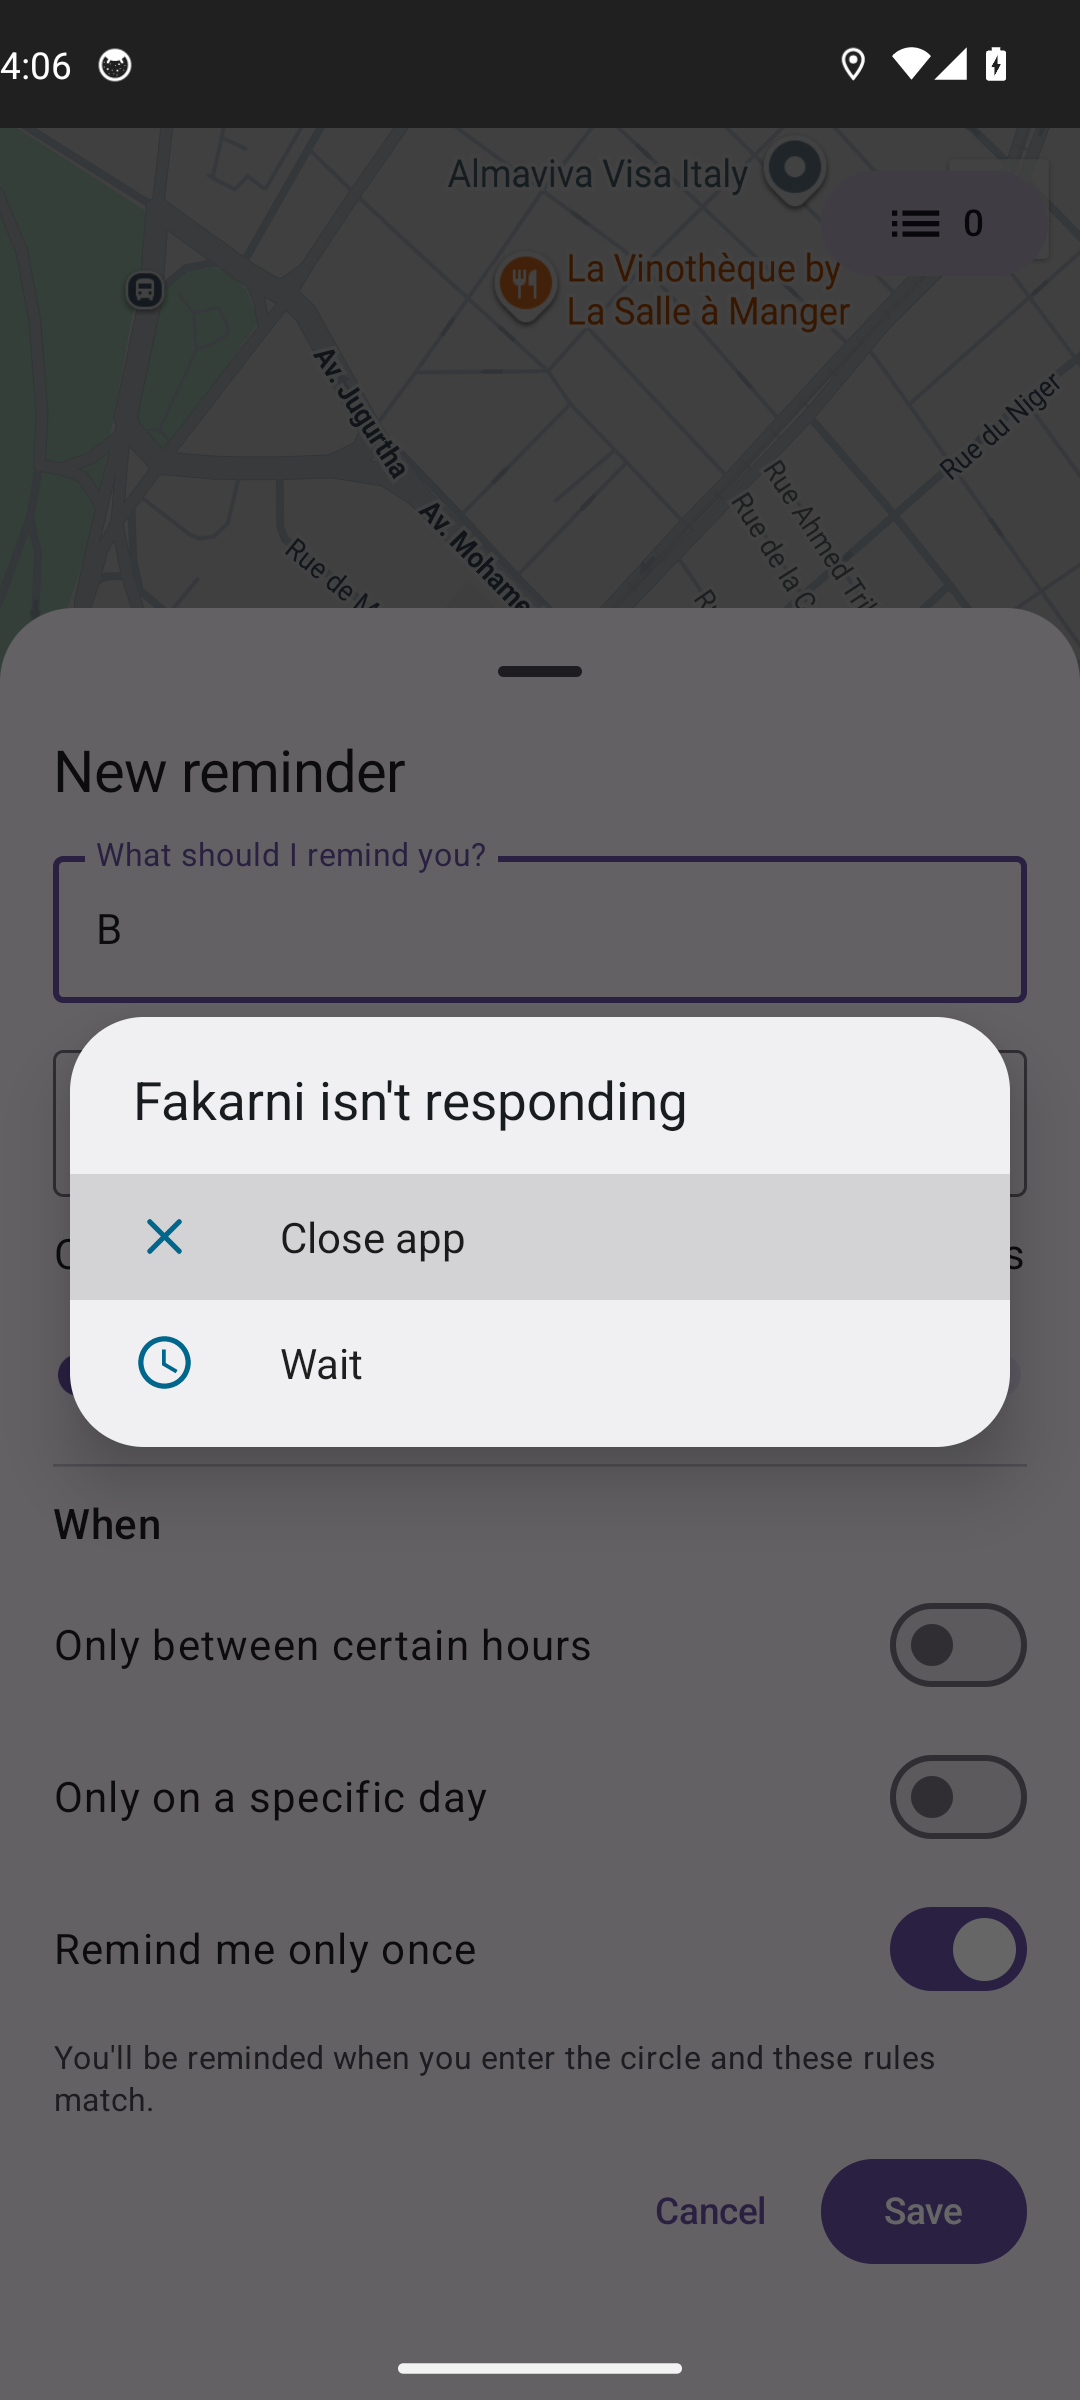 4:06
Almaviva Visa Italy
0
La Vinothèque by
La Salle à Manger
Av. Jugurtha
Rue du Niger
Av. Mohame
Rue Ahmed Tril
Rue de la C
Rue de M
R
New reminder
What should I remind you?
B
Fakarni isn't responding
Close app
Wait
When
Only between certain hours
Only on a specific day
Remind me only once
You'll be reminded when you enter the circle and these rules
match.
Cancel
Save